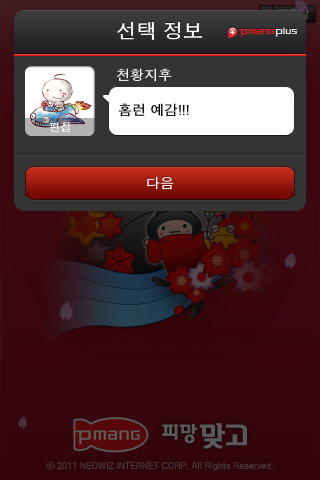 선택 정보
pmang plus
천황지후
홈런 예감!!!
편집
다음
pmang 피망 맞고
ⓒ 2011 NEOWIZ INTERNET CORP. All Rights Reserved.